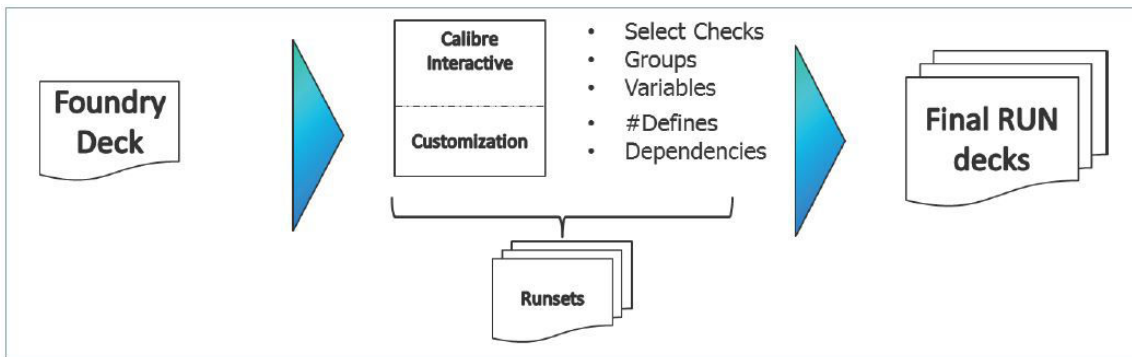 Foundry
Deck
Calibre
Interactive
Customization
• Select Checks
• Groups
• Variables
• #Defines
• Dependencies
Runsets
Final RUN
decks